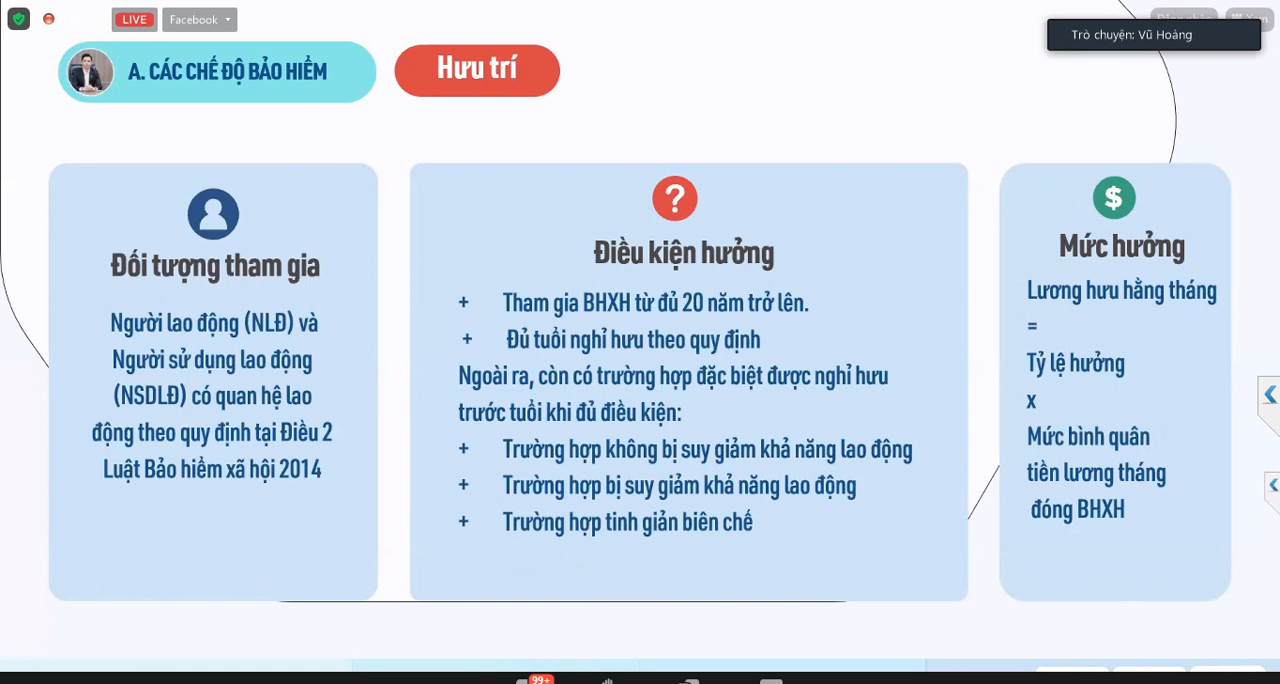 LIVE
Facebook
Trò chuyện: Vũ Hoảng
A. CÁC CHẾ ĐỘ BẢO HIỂM
Hưu trí
Đối tượng tham gia
Người lao động (NLĐ) và
Người sử dụng lao động
(NSDLĐ) có quan hệ lao
động theo quy định tại Điều 2
Luật Bảo hiểm xã hội 2014
?
Điều kiện hưởng
+ Tham gia BHXH từ đủ 20 năm trở lên.
+ Đủ tuổi nghỉ hưu theo quy định
Ngoài ra, còn có trường hợp đặc biệt được nghỉ hưu
trước tuổi khi đủ điều kiện:
+ Trường hợp không bị suy giảm khả năng lao động
+ Trường hợp bị suy giảm khả năng lao động
+ Trường hợp tinh giản biên chế
$
Mức hưởng
Lương hưu hằng tháng
=
Tỷ lệ hưởng
x
Mức bình quân
tiền lương tháng
đóng BHXH
99+